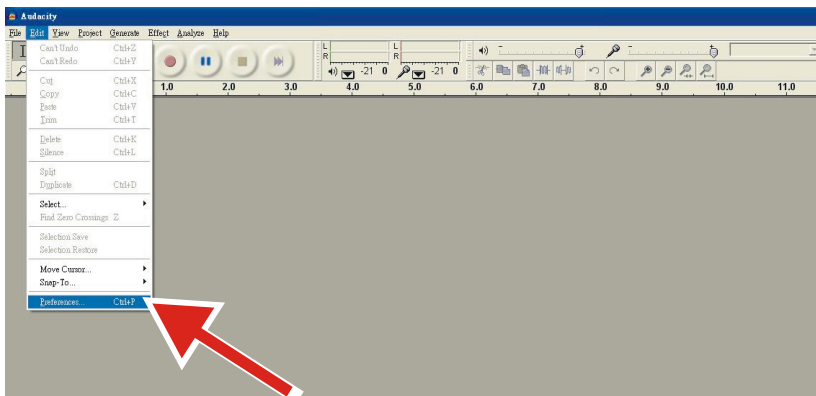 Audacity
File Edit View Project Generate Effect Analyze Help
L L
R R
-21 0 -21 0
1.0 2.0 3.0 4.0 5.0 6.0 7.0 8.0 9.0 10.0 11.0
Can't Undo Ctrl+Z
Can't Redo Ctrl+Y
Cut Ctrl+X
Copy Ctrl+C
Paste Ctrl+V
Trim Ctrl+T
Delete Ctrl+K
Silence Ctrl+L
Split
Duplicate Ctrl+D
Select...
Find Zero Crossings Z
Selection Save
Selection Restore
Move Cursor...
Snap-To...
Preferences... Ctrl+P